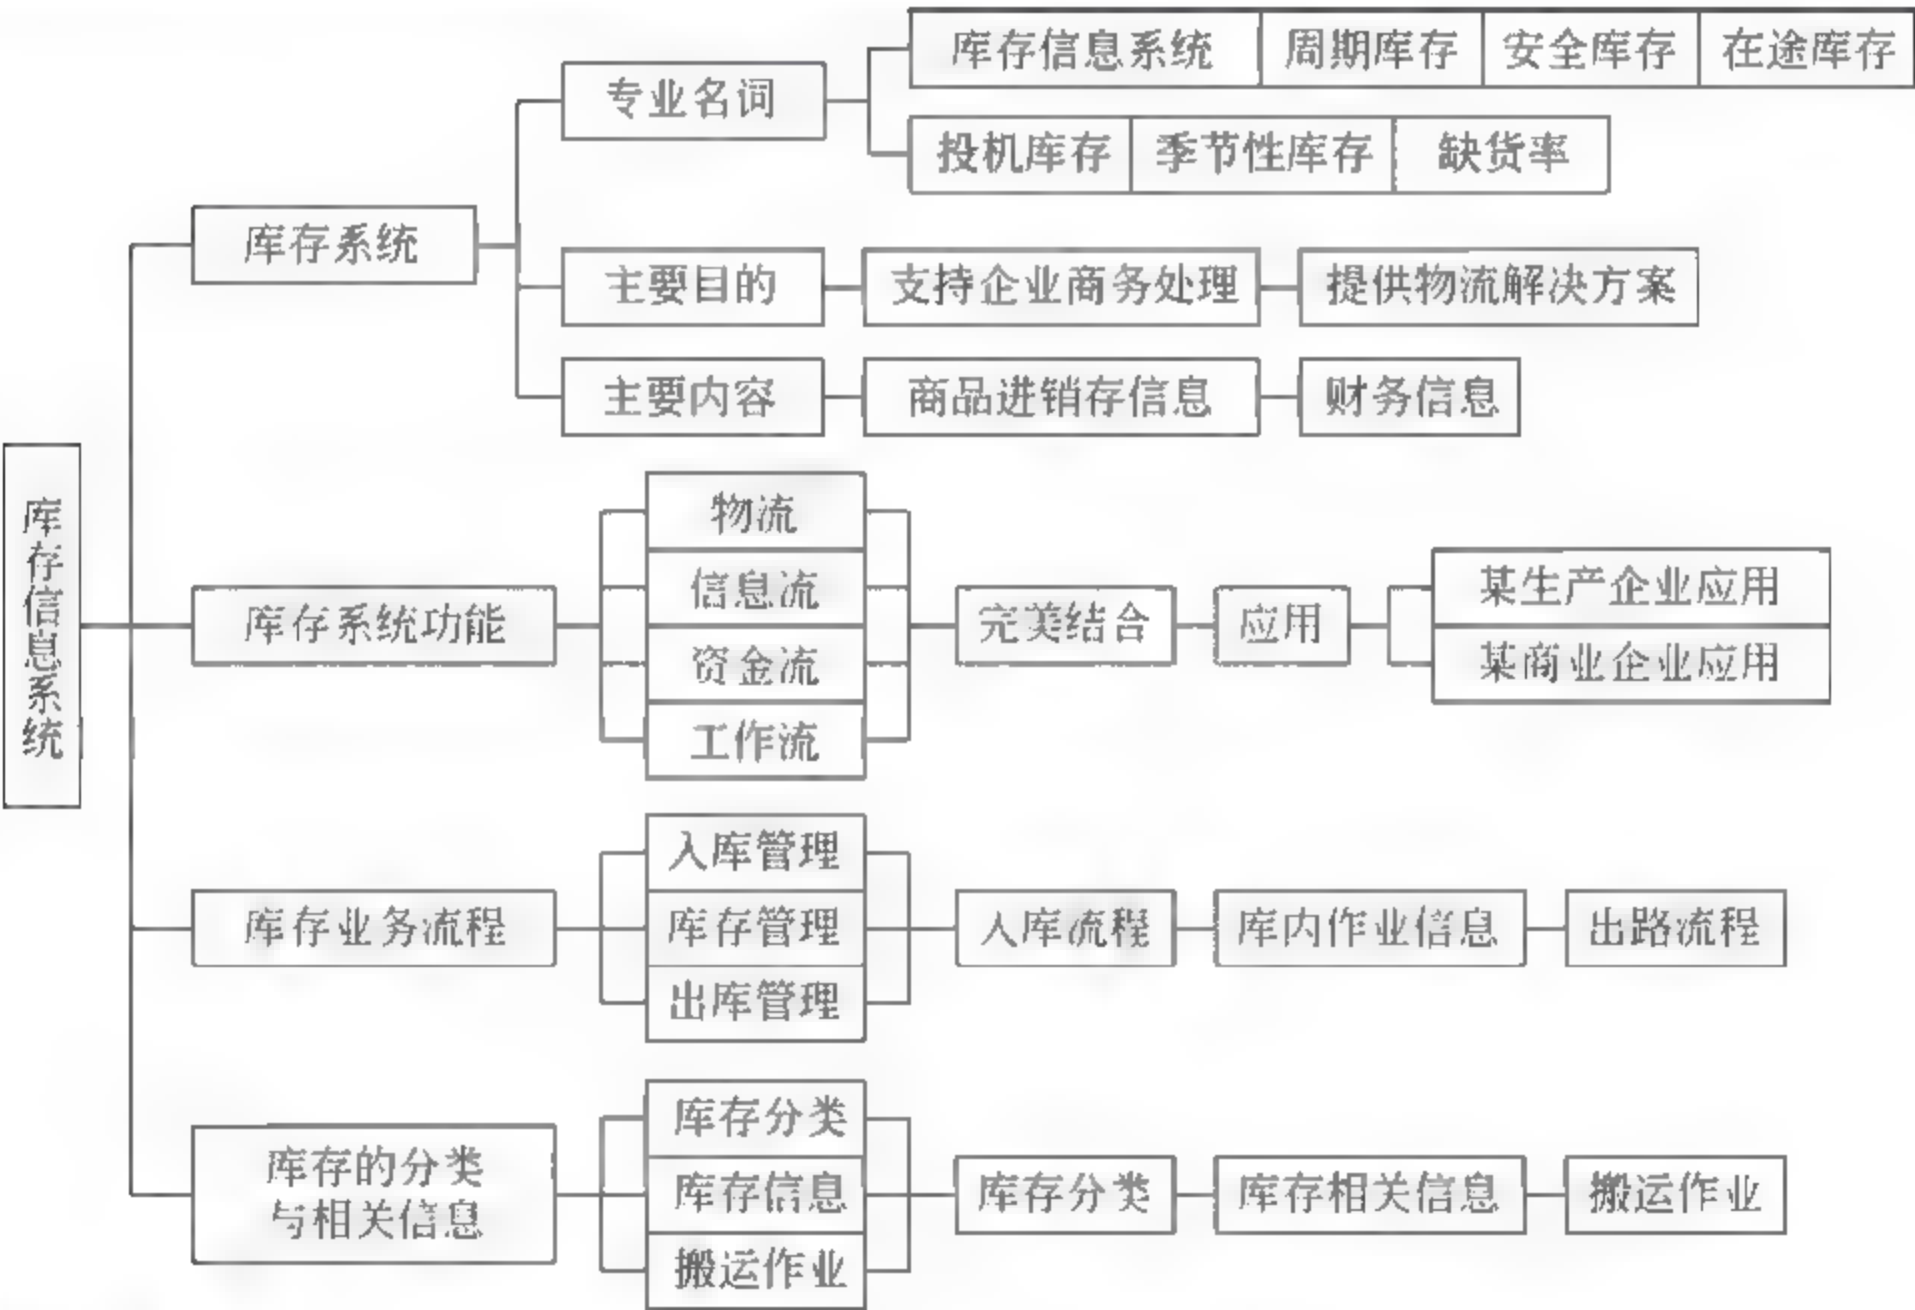 库存信息系统
库存系统
专业名词
库存信息系统 周期库存 安全库存 在途库存
投机库存 季节性库存 缺货率
主要目的 支持企业商务处理 提供物流解决方案
主要内容 商品进销存信息 财务信息
库存系统功能
物流
信息流
资金流
工作流
完美结合 应用
某生产企业应用
某商业企业应用
库存业务流程
入库管理
库存管理
出库管理
入库流程 库内作业信息 出路流程
库存的分类
与相关信息
库存分类
库存信息
搬运作业
库存分类 库存相关信息 搬运作业